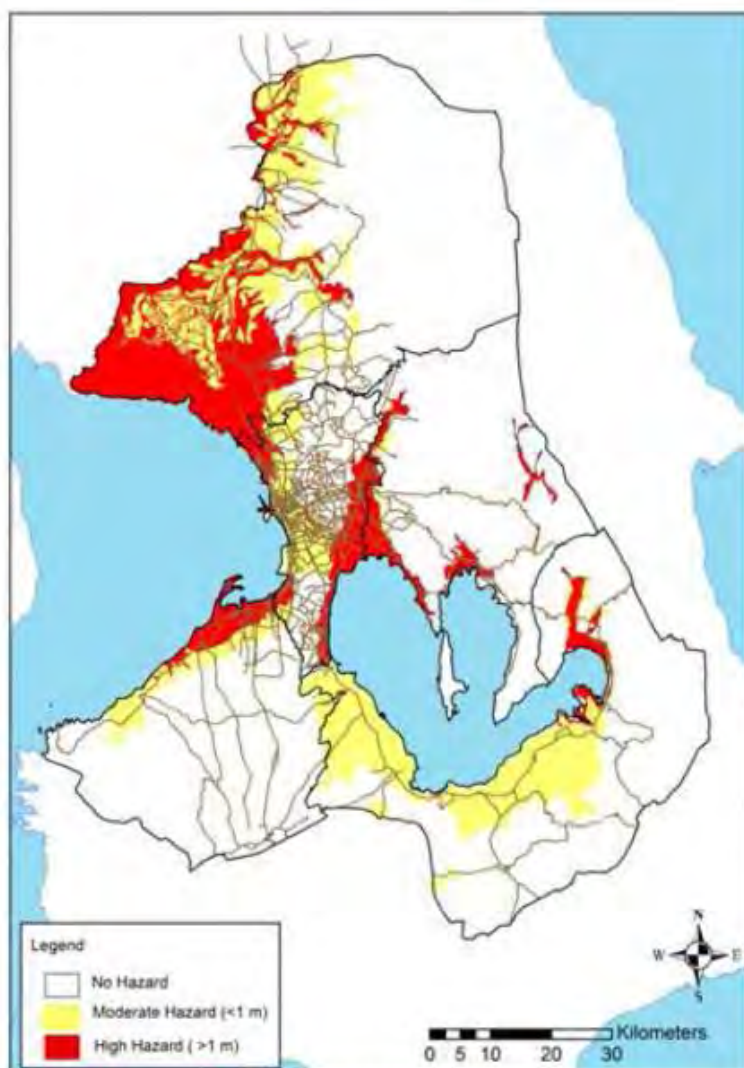 N
W E
S
Legend
No Hazard
Moderate Hazard (<1 m)
High Hazard ( >1 m)
Kilometers
0 5 10 20 30